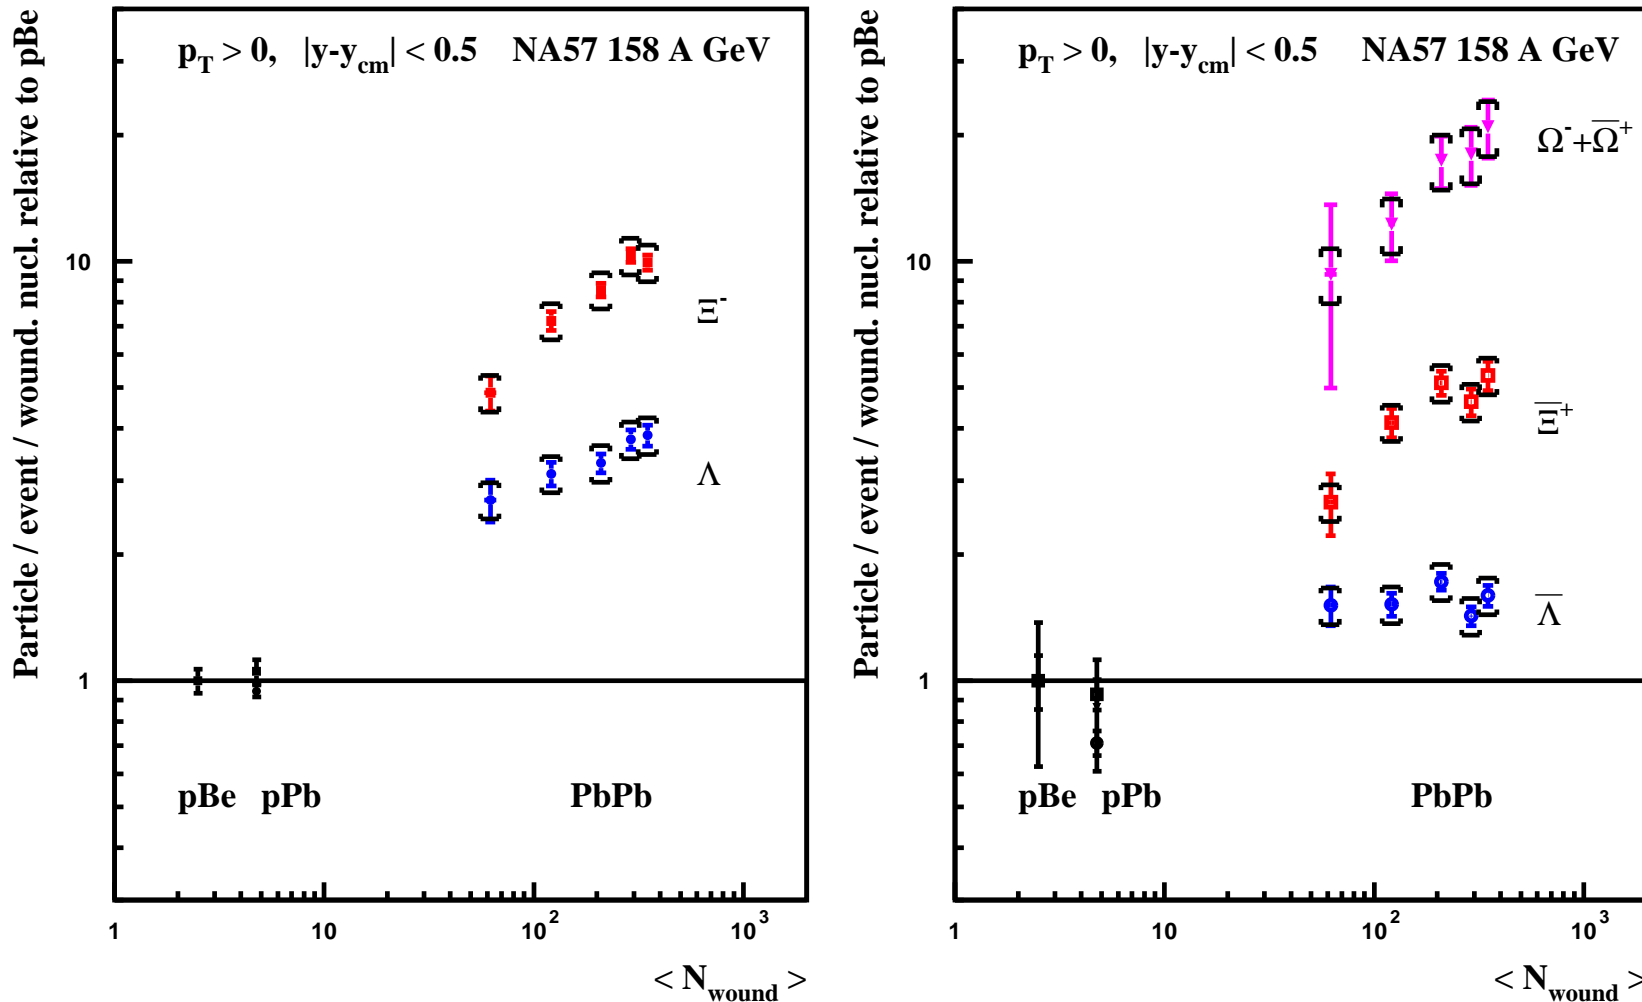 Particle / event / wound. nucl. relative to pBe
p_T > 0, |y-y_cm| < 0.5 NA57 158 A GeV
10
1
Ξ⁻
Λ
pBe pPb PbPb
1 10 10² 10³
< N_wound >
Particle / event / wound. nucl. relative to pBe
p_T > 0, |y-y_cm| < 0.5 NA57 158 A GeV
10
1
Ω⁻+Ω̅⁺
Ξ̅⁺
Λ̅
pBe pPb PbPb
1 10 10² 10³
< N_wound >